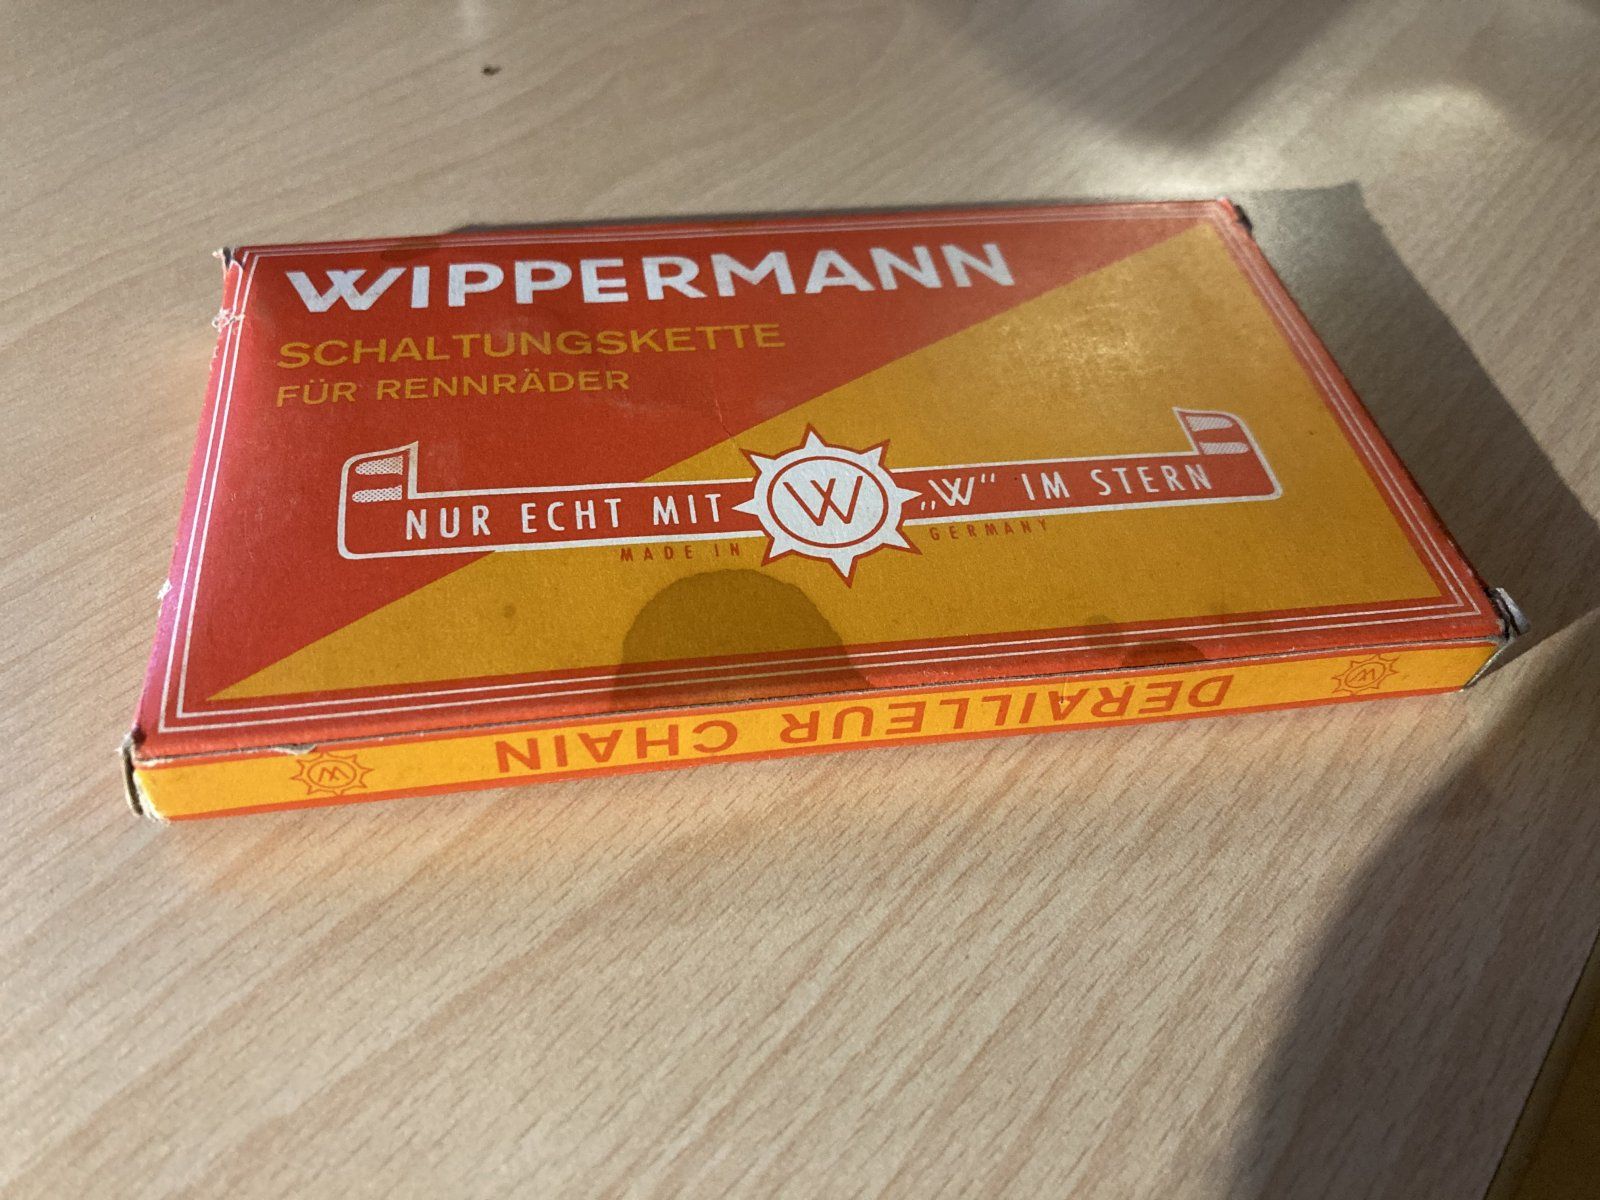 WIPPERMANN
SCHALTUNGSKETTE
FÜR RENNRÄDER
NUR ECHT MIT W „W“ IM STERN
MADE IN GERMANY
W DERAILLEUR CHAIN W